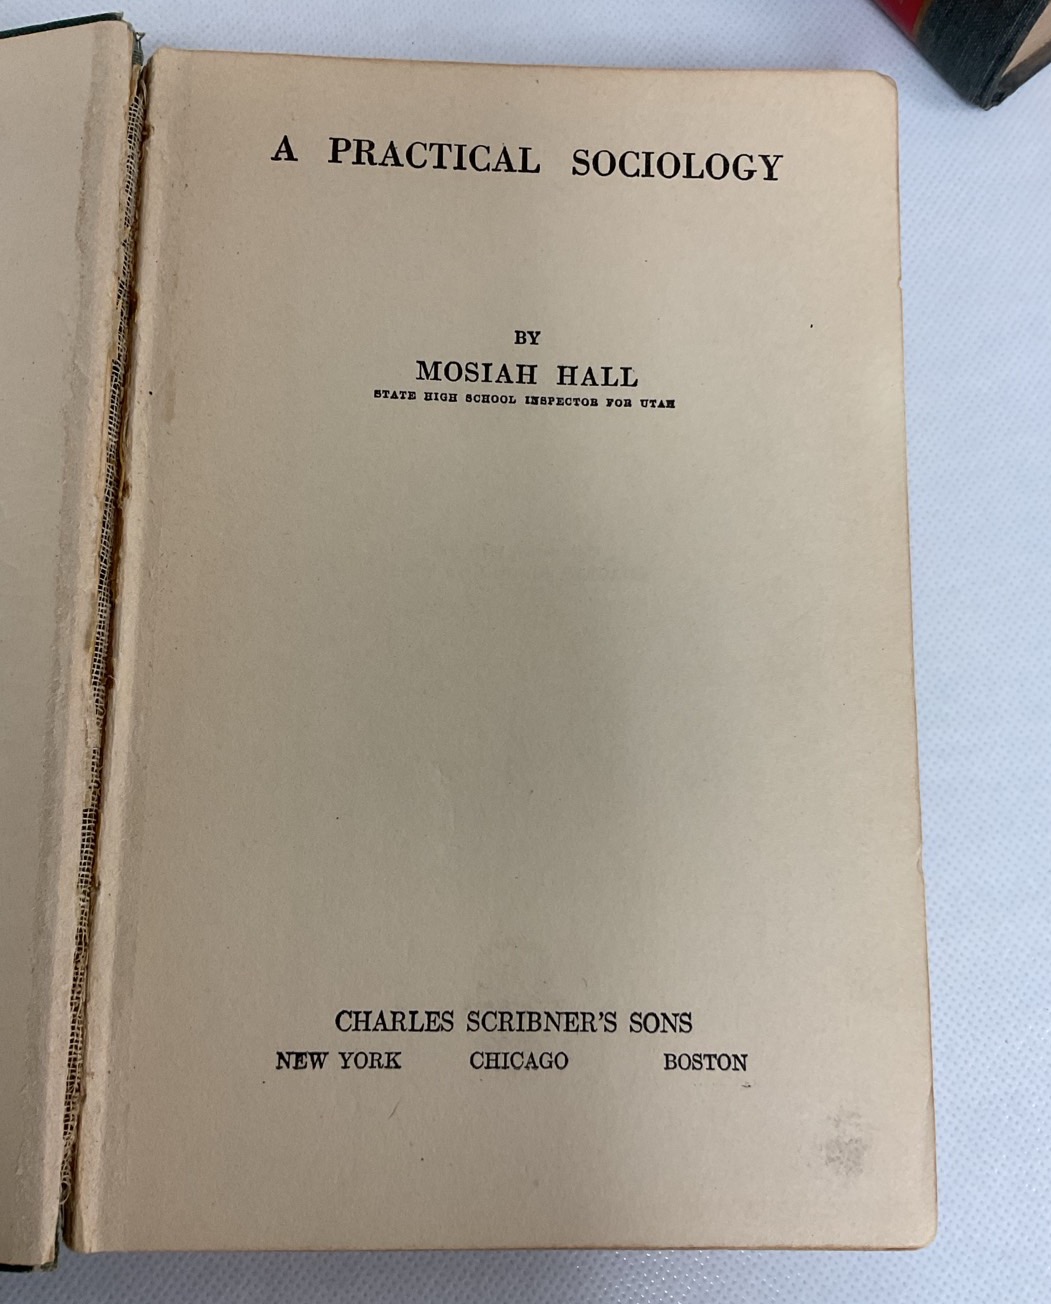 A PRACTICAL SOCIOLOGY
BY
MOSIAH HALL
STATE HIGH SCHOOL INSPECTOR FOR UTAH
CHARLES SCRIBNER'S SONS
NEW YORK CHICAGO BOSTON